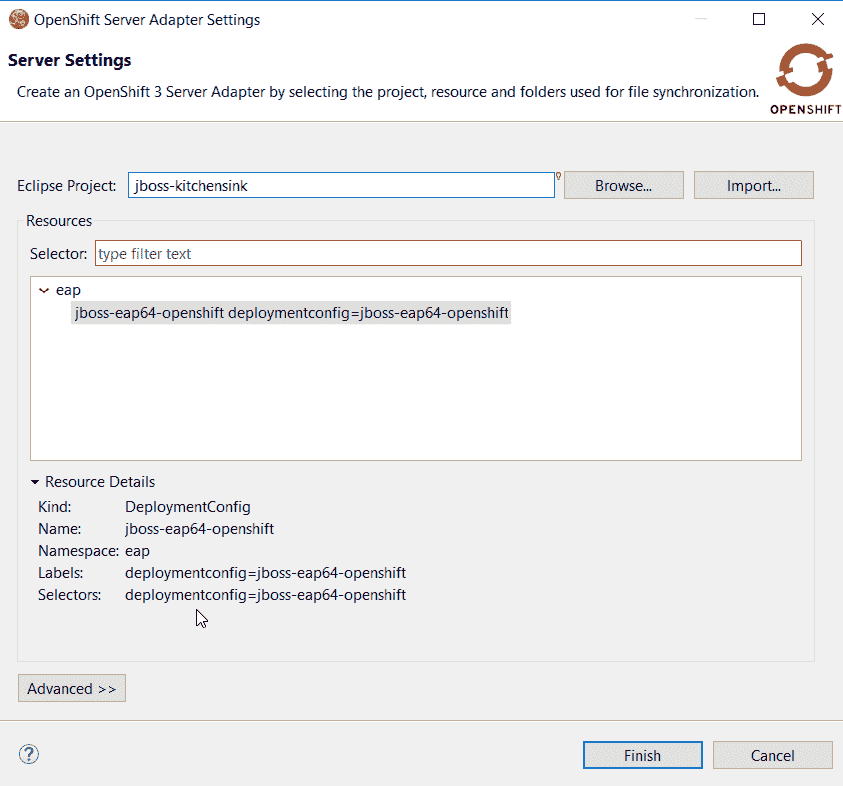 OpenShift Server Adapter Settings
Server Settings
Create an OpenShift 3 Server Adapter by selecting the project, resource and folders used for file synchronization.
OPENSHIFT
Eclipse Project: jboss-kitchensink Browse... Import...
Resources
Selector: type filter text
eap
jboss-eap64-openshift deploymentconfig=jboss-eap64-openshift
Resource Details
Kind: DeploymentConfig
Name: jboss-eap64-openshift
Namespace: eap
Labels: deploymentconfig=jboss-eap64-openshift
Selectors: deploymentconfig=jboss-eap64-openshift
Advanced >>
? Finish Cancel